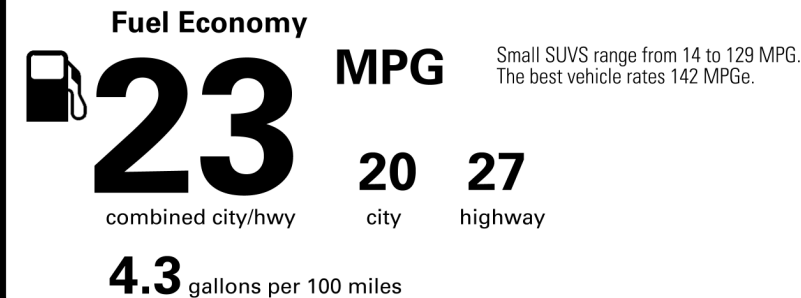 Fuel Economy
23 MPG
Small SUVS range from 14 to 129 MPG.
The best vehicle rates 142 MPGe.
combined city/hwy
20 city
27 highway
4.3 gallons per 100 miles